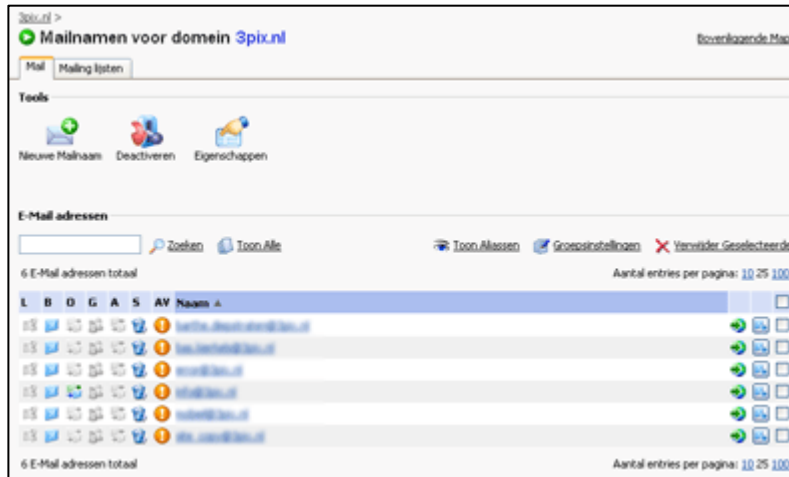 3pix.nl >
Mailnamen voor domein 3pix.nl
Bovenliggende Map
Mail Mailing lijsten
Tools
Nieuwe Mailnaam Deactiveren Eigenschappen
E-Mail adressen
Zoeken Toon Alle Toon Aliassen Groepsinstellingen Verwijder Geselecteerde
6 E-Mail adressen totaal Aantal entries per pagina: 10 25 100
L B O G A S AV Naam
6 E-Mail adressen totaal Aantal entries per pagina: 10 25 100